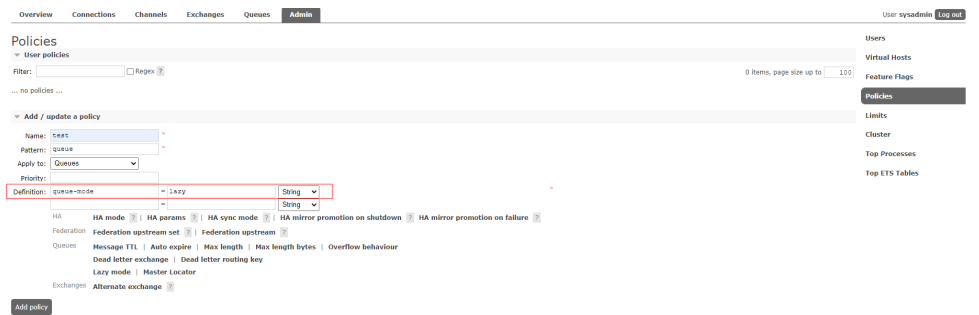 Overview Connections Channels Exchanges Queues Admin User sysadmin Log out
Policies
▼ User policies
Filter: Regex ? 0 items, page size up to 100
... no policies ...
▼ Add / update a policy
Name: test *
Pattern: queue *
Apply to: Queues
Priority:
Definition: queue-mode = lazy String *
= String
HA HA mode ? | HA params ? | HA sync mode ? | HA mirror promotion on shutdown ? HA mirror promotion on failure ?
Federation Federation upstream set ? | Federation upstream ?
Queues Message TTL | Auto expire | Max length | Max length bytes | Overflow behaviour
Dead letter exchange | Dead letter routing key
Lazy mode | Master Locator
Exchanges Alternate exchange ?
Add policy
Users
Virtual Hosts
Feature Flags
Policies
Limits
Cluster
Top Processes
Top ETS Tables